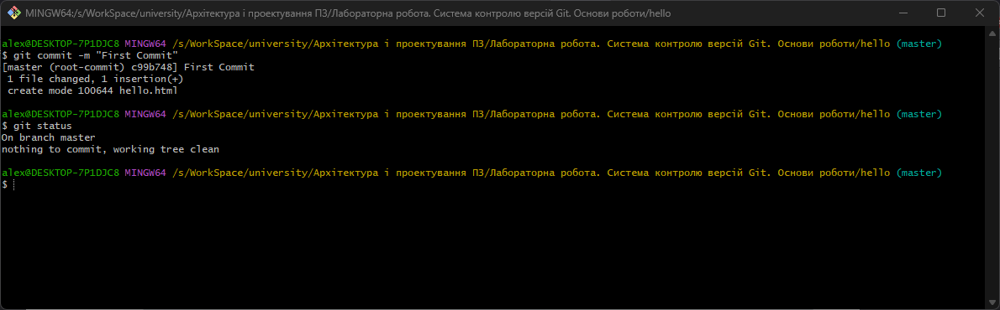 MINGW64:/s/WorkSpace/university/Архітектура і проектування ПЗ/Лабораторна робота. Система контролю версій Git. Основи роботи/hello
alex@DESKTOP-7P1DJC8 MINGW64 /s/WorkSpace/university/Архітектура і проектування ПЗ/Лабораторна робота. Система контролю версій Git. Основи роботи/hello (master)
$ git commit -m "First Commit"
[master (root-commit) c99b748] First Commit
 1 file changed, 1 insertion(+)
 create mode 100644 hello.html
alex@DESKTOP-7P1DJC8 MINGW64 /s/WorkSpace/university/Архітектура і проектування ПЗ/Лабораторна робота. Система контролю версій Git. Основи роботи/hello (master)
$ git status
On branch master
nothing to commit, working tree clean
alex@DESKTOP-7P1DJC8 MINGW64 /s/WorkSpace/university/Архітектура і проектування ПЗ/Лабораторна робота. Система контролю версій Git. Основи роботи/hello (master)
$